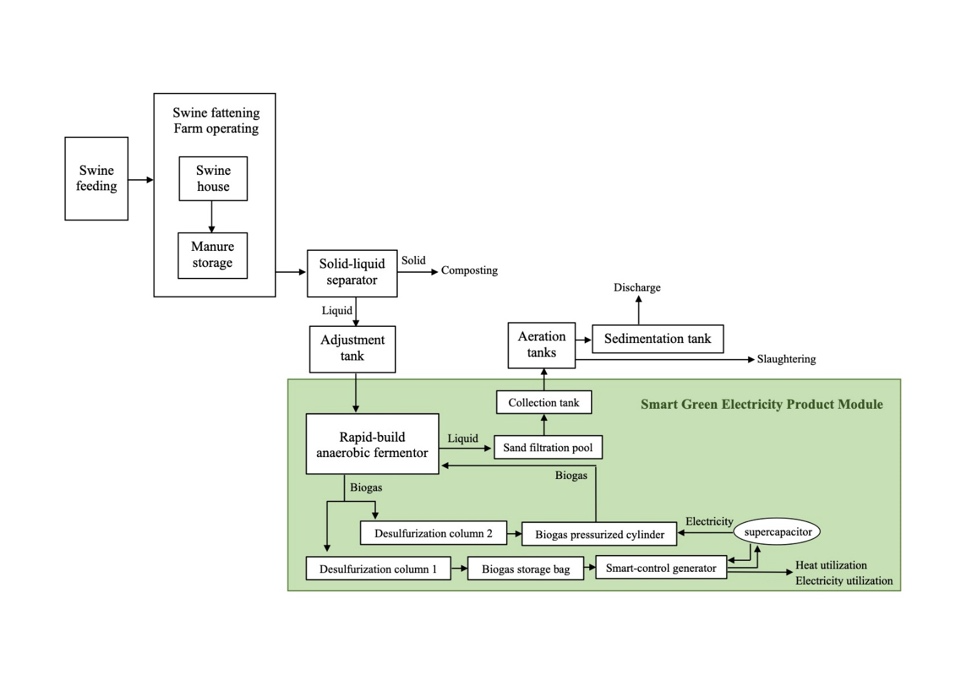 Swine fattening
Farm operating
Swine
feeding
Swine
house
Manure
storage
Solid-liquid
separator
Solid
Composting
Liquid
Adjustment
tank
Discharge
Aeration
tanks
Sedimentation tank
Slaughtering
Smart Green Electricity Product Module
Collection tank
Rapid-build
anaerobic fermentor
Liquid
Sand filtration pool
Biogas
Biogas
Desulfurization column 2
Biogas pressurized cylinder
Electricity
supercapacitor
Desulfurization column 1
Biogas storage bag
Smart-control generator
Heat utilization
Electricity utilization